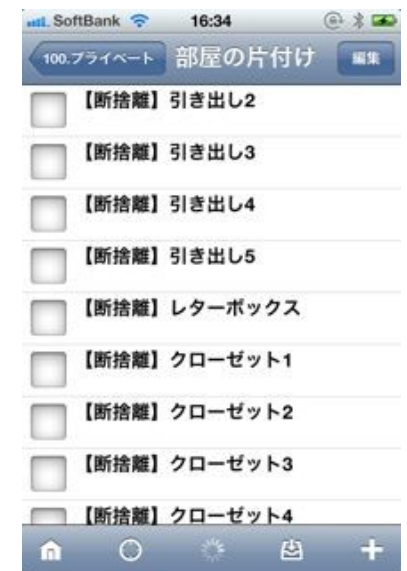 SoftBank 16:34
100.プライベート 部屋の片付け 編集
【断捨離】引き出し2
【断捨離】引き出し3
【断捨離】引き出し4
【断捨離】引き出し5
【断捨離】レターボックス
【断捨離】クローゼット1
【断捨離】クローゼット2
【断捨離】クローゼット3
【断捨離】クローゼット4